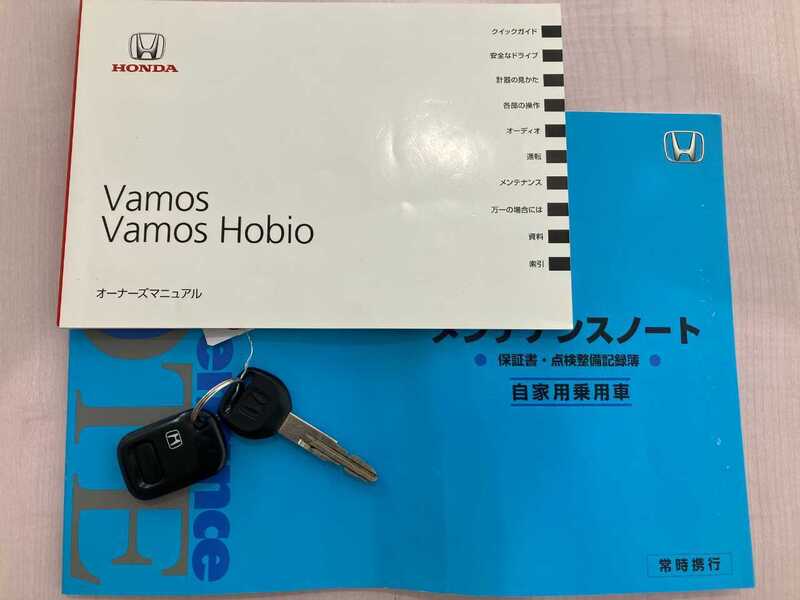 HONDA
Vamos
Vamos Hobio
オーナーズマニュアル
クイックガイド
安全なドライブ
計器の見かた
各部の操作
オーディオ
運転
メンテナンス
万一の場合には
資料
索引
メンテナンスノート
● 保証書・点検整備記録簿 ●
自家用乗用車
常時携行